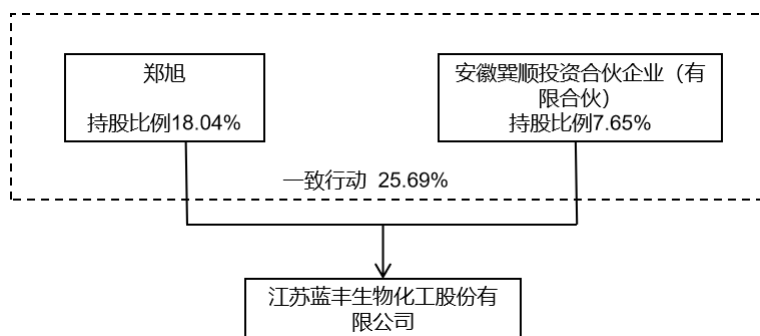 郑旭
持股比例18.04%
安徽巽顺投资合伙企业（有
限合伙）
持股比例7.65%
一致行动 25.69%
江苏蓝丰生物化工股份有
限公司